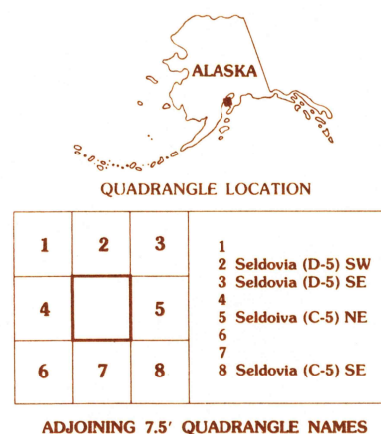 ALASKA
QUADRANGLE LOCATION
1 2 3
4 5
6 7 8
1
2 Seldovia (D-5) SW
3 Seldovia (D-5) SE
4
5 Seldoiva (C-5) NE
6
7
8 Seldovia (C-5) SE
ADJOINING 7.5' QUADRANGLE NAMES